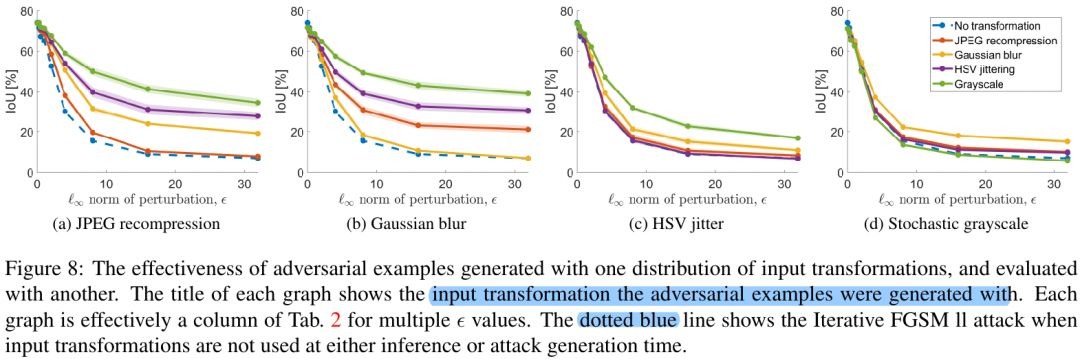 80
60
40
20
0
IoU [%]
0
10
20
30
ℓ∞ norm of perturbation, ϵ
(a) JPEG recompression
80
60
40
20
0
IoU [%]
0
10
20
30
ℓ∞ norm of perturbation, ϵ
(b) Gaussian blur
80
60
40
20
0
IoU [%]
0
10
20
30
ℓ∞ norm of perturbation, ϵ
(c) HSV jitter
80
60
40
20
0
IoU [%]
0
10
20
30
ℓ∞ norm of perturbation, ϵ
(d) Stochastic grayscale
No transformation
JPEG recompression
Gaussian blur
HSV jittering
Grayscale
Figure 8: The effectiveness of adversarial examples generated with one distribution of input transformations, and evaluated
with another. The title of each graph shows the input transformation the adversarial examples were generated with. Each
graph is effectively a column of Tab. 2 for multiple ϵ values. The dotted blue line shows the Iterative FGSM ll attack when
input transformations are not used at either inference or attack generation time.